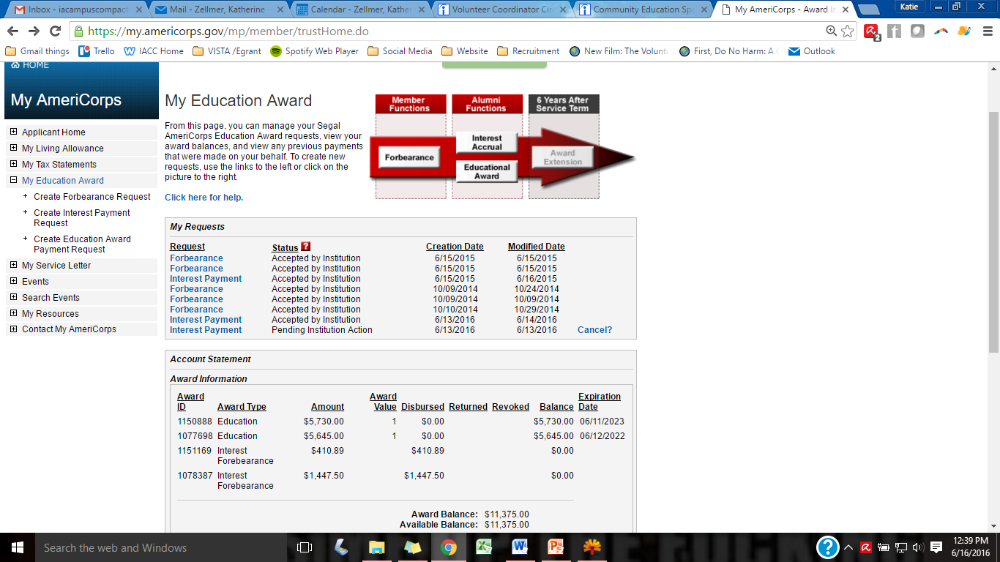 Inbox - iacampuscompact
Mail - Zellmer, Katherine -
Calendar - Zellmer, Kather
Volunteer Coordinator Cir
Community Education Spe
My AmeriCorps - Award I
Katie
https://my.americorps.gov/mp/member/trustHome.do
2
Gmail things
Trello
IACC Home
VISTA /Egrant
Spotify Web Player
Social Media
Website
Recruitment
New Film: The Volunt
First, Do No Harm: A
Outlook
HOME
My AmeriCorps
Applicant Home
My Living Allowance
My Tax Statements
My Education Award
Create Forbearance Request
Create Interest Payment
Request
Create Education Award
Payment Request
My Service Letter
Events
Search Events
My Resources
Contact My AmeriCorps
My Education Award
From this page, you can manage your Segal
AmeriCorps Education Award requests, view your
award balances, and view any previous payments
that were made on your behalf. To create new
requests, use the links to the left or click on the
picture to the right.
Click here for help.
Member
Functions
Alumni
Functions
6 Years After
Service Term
Forbearance
Interest
Accrual
Educational
Award
Award
Extension
My Requests
Request Status ? Creation Date Modified Date
Forbearance Accepted by Institution 6/15/2015 6/15/2015
Forbearance Accepted by Institution 6/15/2015 6/15/2015
Interest Payment Accepted by Institution 6/15/2015 6/16/2015
Forbearance Accepted by Institution 10/09/2014 10/24/2014
Forbearance Accepted by Institution 10/09/2014 10/09/2014
Forbearance Accepted by Institution 10/10/2014 10/29/2014
Interest Payment Accepted by Institution 6/13/2016 6/14/2016
Interest Payment Pending Institution Action 6/13/2016 6/13/2016 Cancel?
Account Statement
Award Information
Award Award Expiration
ID Award Type Amount Value Disbursed Returned Revoked Balance Date
1150888 Education $5,730.00 1 $0.00 $5,730.00 06/11/2023
1077698 Education $5,645.00 1 $0.00 $5,645.00 06/12/2022
1151169 Interest $410.89 $410.89 $0.00
Forebearance
1078387 Interest $1,447.50 $1,447.50 $0.00
Forebearance
Award Balance: $11,375.00
Available Balance: $11,375.00
Search the web and Windows
12:39 PM
6/16/2016